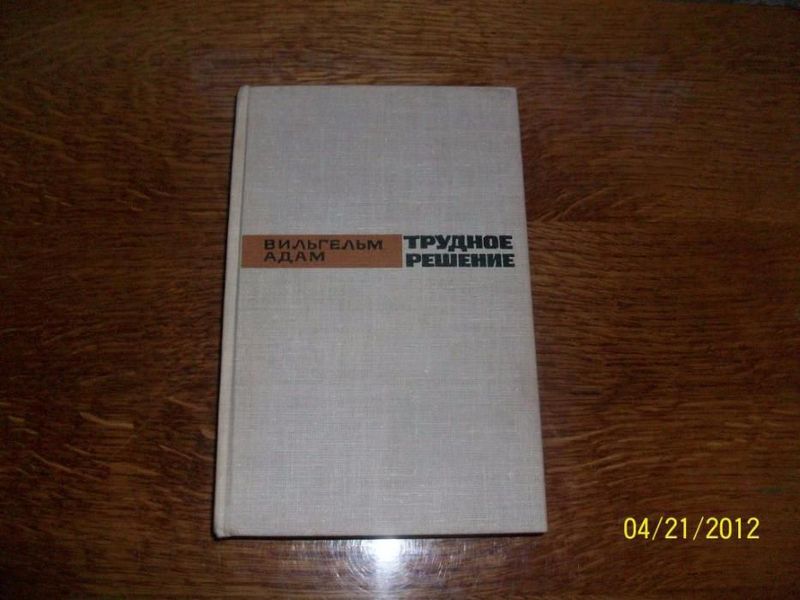 ВИЛЬГЕЛЬМ
АДАМ
ТРУДНОЕ
РЕШЕНИЕ
04/21/2012